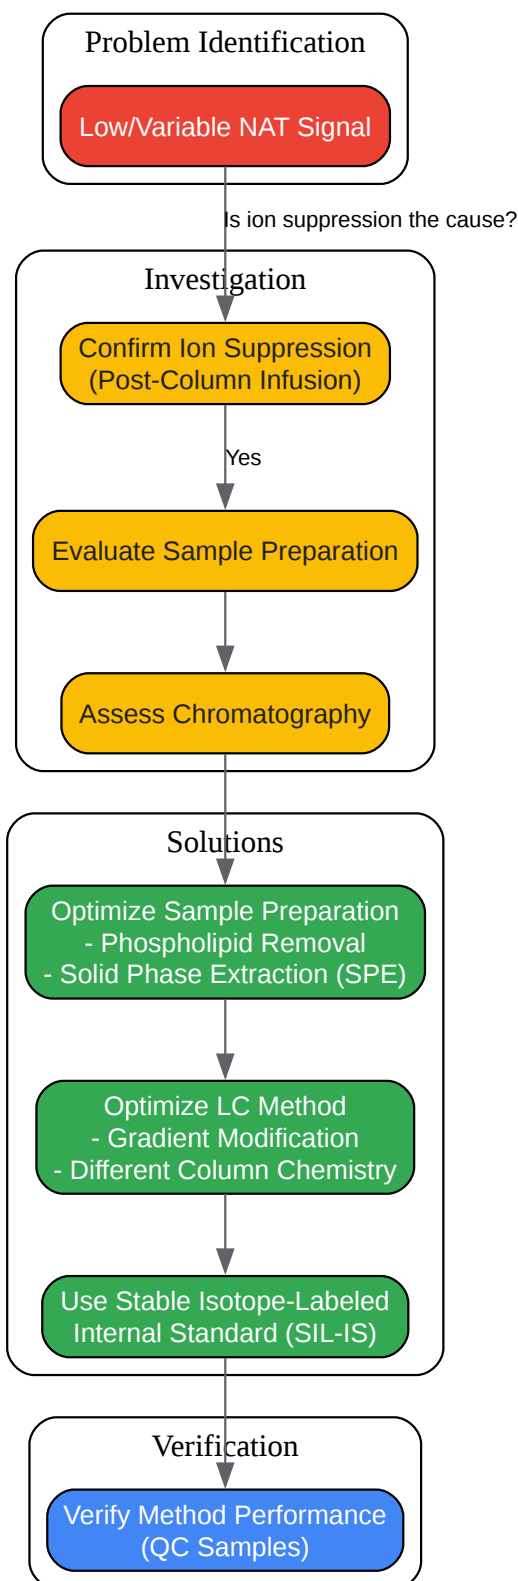 Problem Identification
Low/Variable NAT Signal
Is ion suppression the cause?
Investigation
Confirm Ion Suppression
(Post-Column Infusion)
Yes
Evaluate Sample Preparation
Assess Chromatography
Solutions
Optimize Sample Preparation
- Phospholipid Removal
- Solid Phase Extraction (SPE)
Optimize LC Method
- Gradient Modification
- Different Column Chemistry
Use Stable Isotope-Labeled
Internal Standard (SIL-IS)
Verification
Verify Method Performance
(QC Samples)